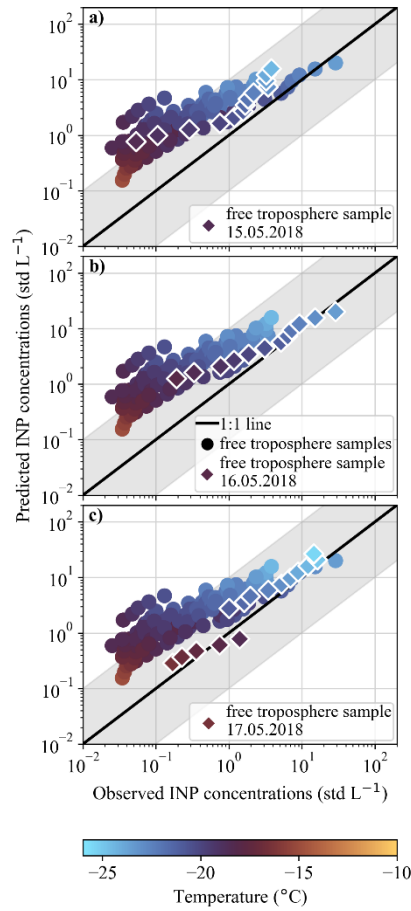 a)
10²
10¹
10⁰
10⁻¹
10⁻²
free troposphere sample
15.05.2018
b)
10²
10¹
10⁰
10⁻¹
10⁻²
1:1 line
free troposphere samples
free troposphere sample
16.05.2018
Predicted INP concentrations (std L⁻¹)
c)
10²
10¹
10⁰
10⁻¹
10⁻²
free troposphere sample
17.05.2018
10⁻² 10⁻¹ 10⁰ 10¹ 10²
Observed INP concentrations (std L⁻¹)
−25 −20 −15 −10
Temperature (°C)